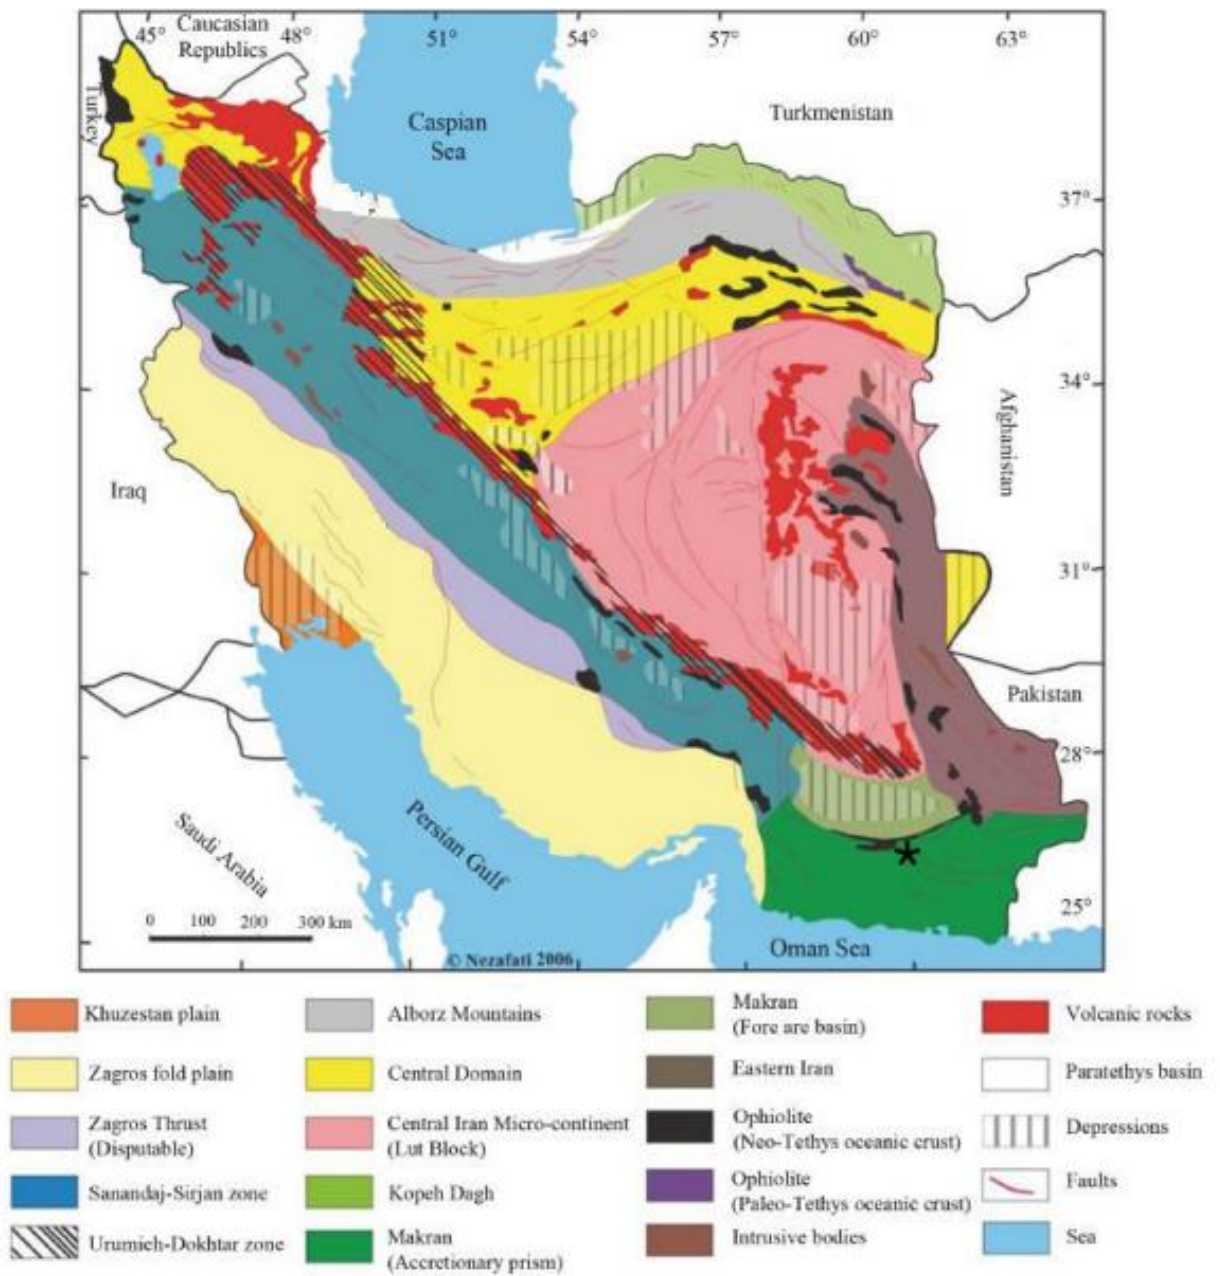 45°
Caucasian
Republics
48°
51°
54°
57°
60°
63°
Turkey
Caspian
Sea
Turkmenistan
37°
34°
Afghanistan
Iraq
31°
Pakistan
28°
Saudi Arabia
Persian Gulf
25°
0 100 200 300 km
Oman Sea
© Nezafati 2006
Khuzestan plain
Zagros fold plain
Zagros Thrust
(Disputable)
Sanandaj-Sirjan zone
Urumieh-Dokhtar zone
Alborz Mountains
Central Domain
Central Iran Micro-continent
(Lut Block)
Kopeh Dagh
Makran
(Accretionary prism)
Makran
(Fore are basin)
Eastern Iran
Ophiolite
(Neo-Tethys oceanic crust)
Ophiolite
(Paleo-Tethys oceanic crust)
Intrusive bodies
Volcanic rocks
Paratethys basin
Depressions
Faults
Sea